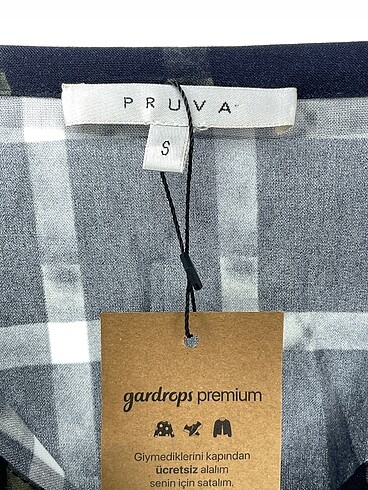 PRUVA
S
gardrops premium
Giymediklerini kapından
ücretsiz alalım
senin için satalım.